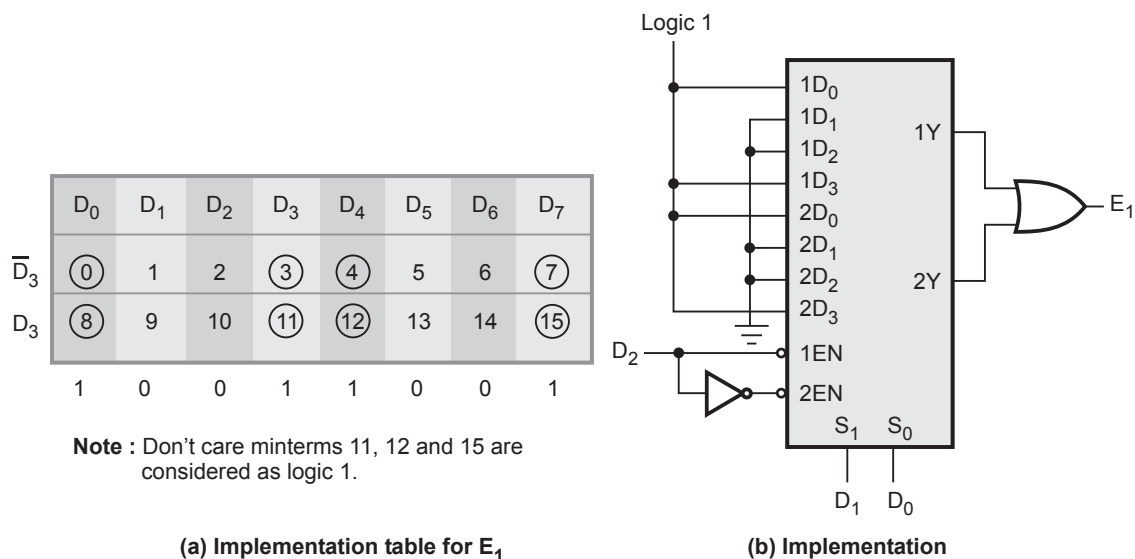 D0 D1 D2 D3 D4 D5 D6 D7
D̅3 0 1 2 3 4 5 6 7
D3 8 9 10 11 12 13 14 15
1 0 0 1 1 0 0 1
Note : Don't care minterms 11, 12 and 15 are
considered as logic 1.
(a) Implementation table for E1
Logic 1
1D0
1D1
1D2
1D3
2D0
2D1
2D2
2D3
1Y
2Y
E1
D2
1EN
2EN
S1 S0
D1 D0
(b) Implementation